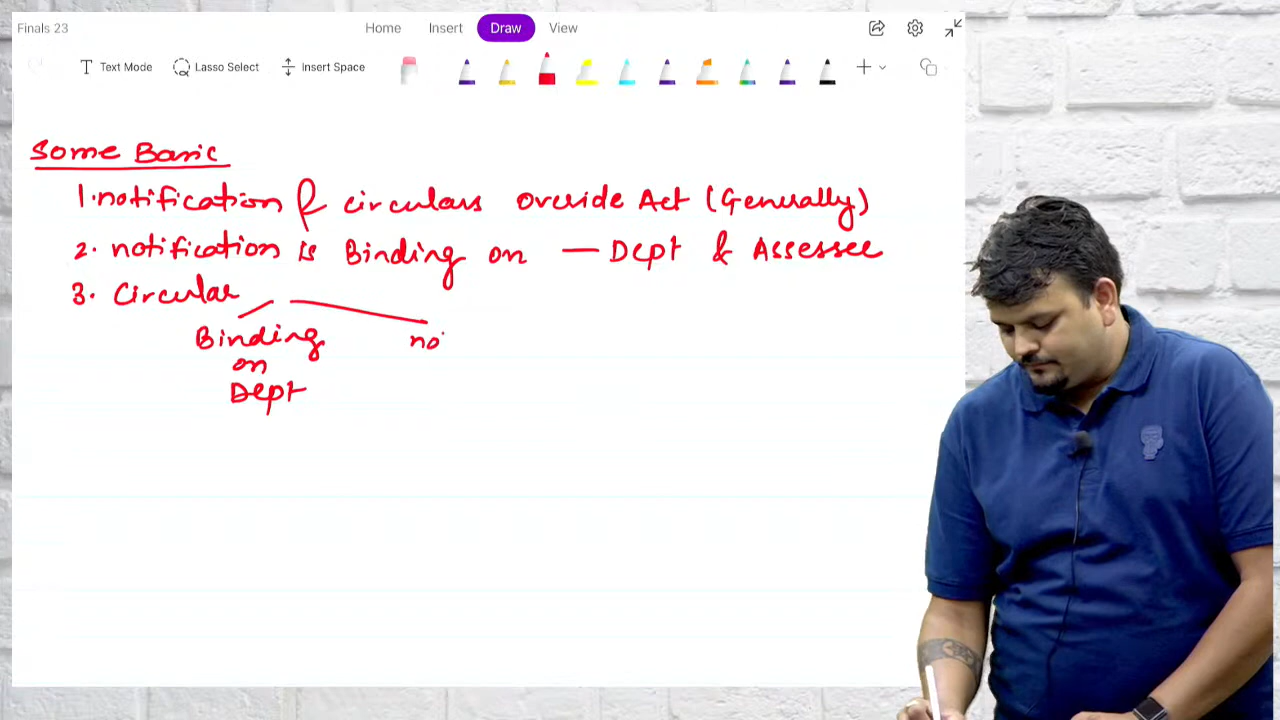 Finals 23
Home Insert Draw View
Text Mode Lasso Select Insert Space
Some Basic
1. notification & circulars override Act (Generally)
2. notification is Binding on — Dept & Assessee
3. Circular
Binding no
on
Dept